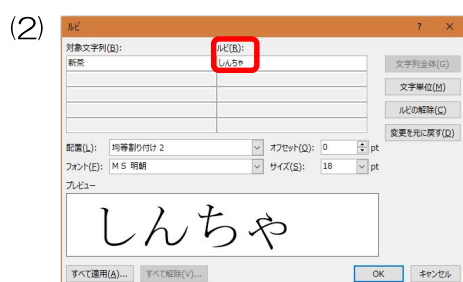 (2)
ルビ ? ×
対象文字列(B): ルビ(R):
新茶 しんちゃ
文字列全体(G)
文字単位(M)
ルビの解除(C)
変更を元に戻す(D)
配置(L): 均等割り付け 2 オフセット(O): 0 pt
フォント(F): ＭＳ 明朝 サイズ(S): 18 pt
プレビュー
しんちゃ
すべて適用(A)... すべて解除(V)... OK キャンセル